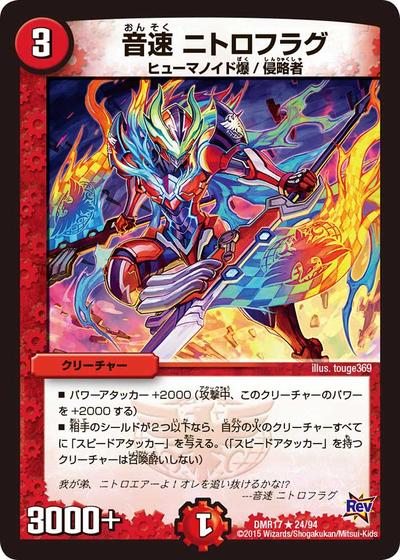 3
おんそく
音速 ニトロフラグ
ヒューマノイド爆 / 侵略者
クリーチャー
illus. touge369
■ パワーアタッカー +2000 (攻撃中、このクリーチャーのパワー
を +2000 する)
■ 相手のシールドが2つ以下なら、自分の火のクリーチャーすべて
に「スピードアタッカー」を与える。(「スピードアタッカー」を持つ
クリーチャーは召喚酔いしない)
我が弟、ニトロエアーよ!オレを追い抜けるかな!?
---音速 ニトロフラグ
Rev
3000+
1
DMR17 ★ 24/94
©2015 Wizards/Shogakukan/Mitsui-Kids